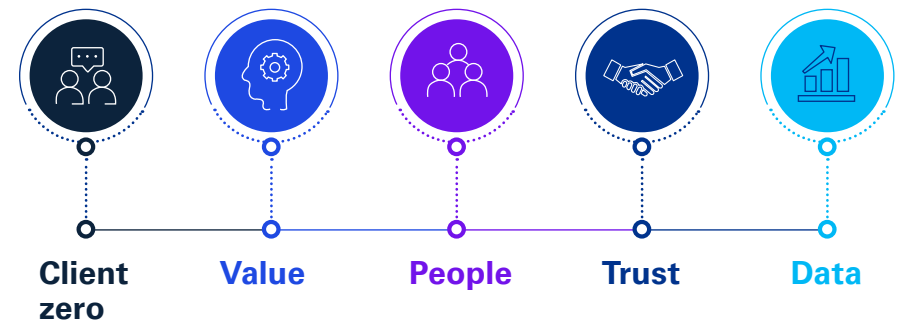 Client
zero
Value
People
Trust
Data